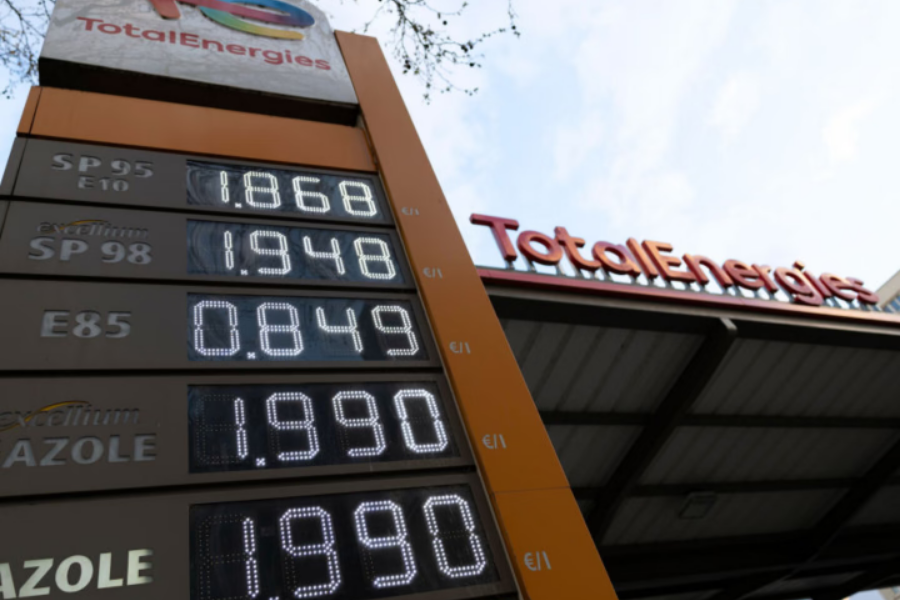 TotalEnergies
SP 95 1.868 €/l
E10
excellium
SP 98 1.948 €/l
E85 0.849 €/l
excellium
AZOLE 1.990 €/l
AZOLE 1.990 €/l
TotalEnergies